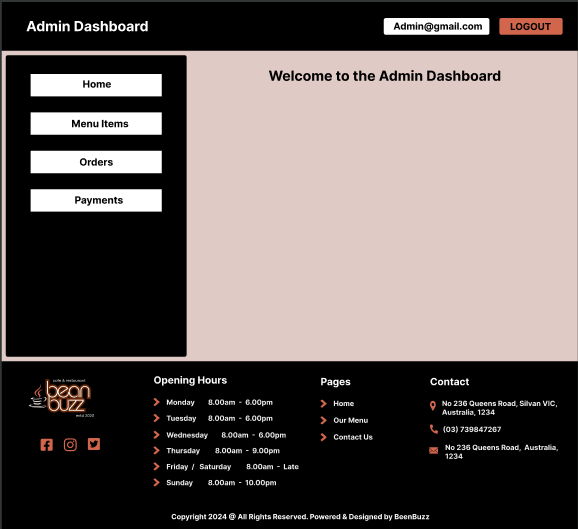 Admin Dashboard
Admin@gmail.com
LOGOUT
Home
Menu Items
Orders
Payments
Welcome to the Admin Dashboard
cafe & restaurant
bean
buzz
estd 2020
Opening Hours
Monday 8.00am - 6.00pm
Tuesday 8.00am - 6.00pm
Wednesday 8.00am - 6.00pm
Thursday 8.00am - 9.00pm
Friday / Saturday 8.00am - Late
Sunday 8.00am - 10.00pm
Pages
Home
Our Menu
Contact Us
Contact
No 236 Queens Road, Silvan VIC,
Australia, 1234
(03) 739847267
No 236 Queens Road, Australia,
1234
Copyright 2024 @ All Rights Reserved. Powered & Designed by BeenBuzz